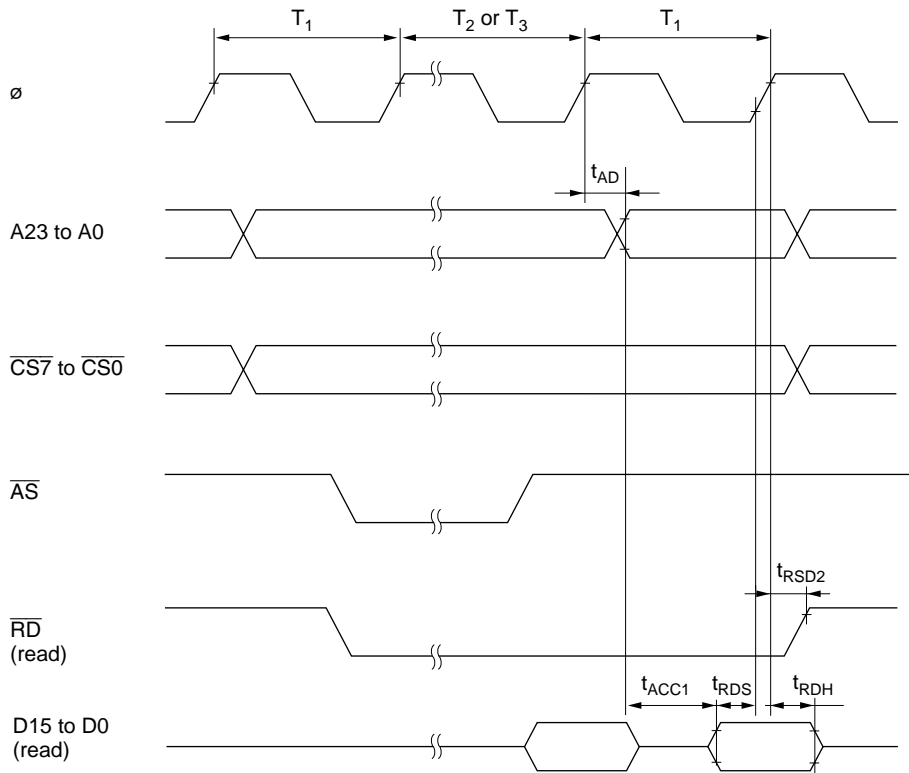 T1
T2 or T3
T1
ø
tAD
A23 to A0
CS7 to CS0
AS
tRSD2
RD
(read)
tACC1
tRDS
tRDH
D15 to D0
(read)